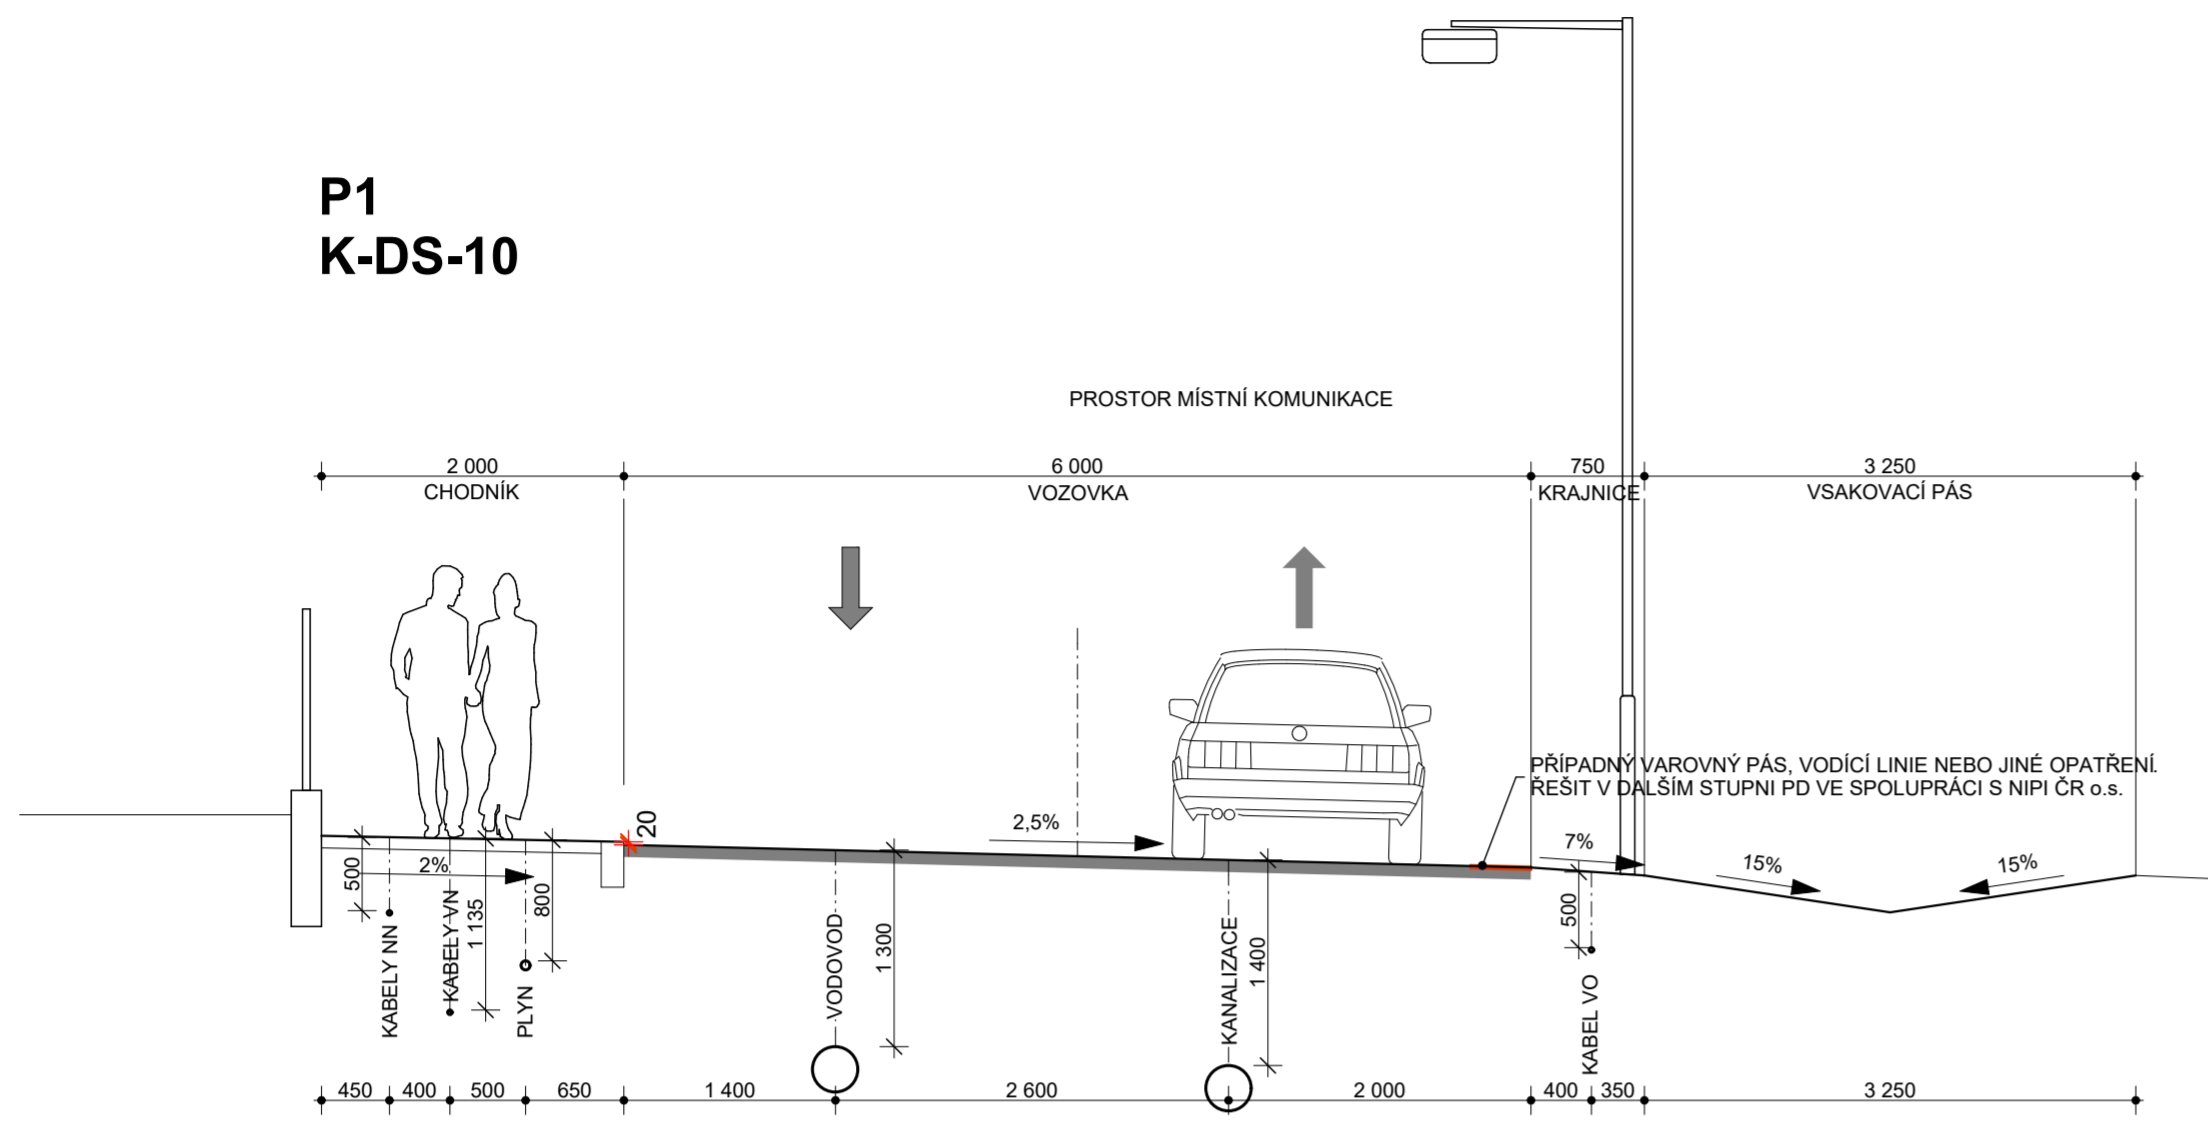 P1
K-DS-10
PROSTOR MÍSTNÍ KOMUNIKACE
2 000
6 000
750
3 250
CHODNÍK
VOZOVKA
KRAJNICE
VSAKOVACÍ PÁS
PŘÍPADNÝ VAROVNÝ PÁS, VODÍCÍ LINIE NEBO JINÉ OPATŘENÍ.
ŘEŠIT V DALŠÍM STUPNI PD VE SPOLUPRÁCI S NIPI ČR o.s.
20
2,5%
7%
15%
15%
2%
500
1 135
800
1 300
1 400
500
KABELY NN
KABELY VN
PLYN
VODOVOD
KANALIZACE
KABEL VO
450
400
500
650
1 400
2 600
2 000
400
350
3 250